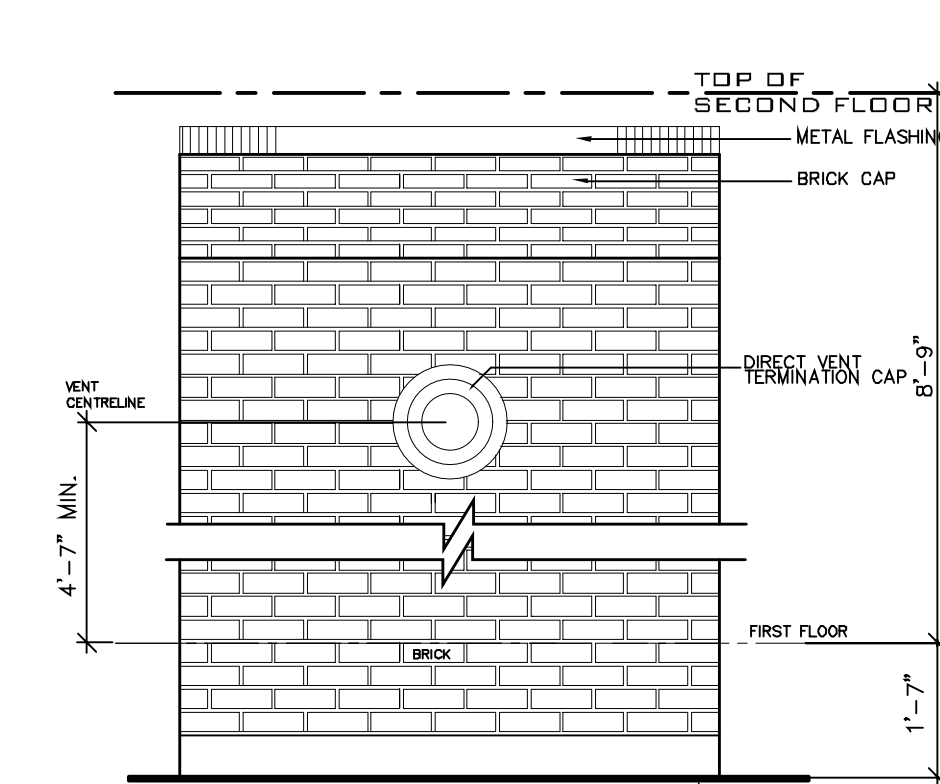 TOP OF
SECOND FLOOR
METAL FLASHING
BRICK CAP
DIRECT VENT
TERMINATION CAP
8'-9"
VENT
CENTRELINE
4'-7" MIN.
FIRST FLOOR
BRICK
1'-7"